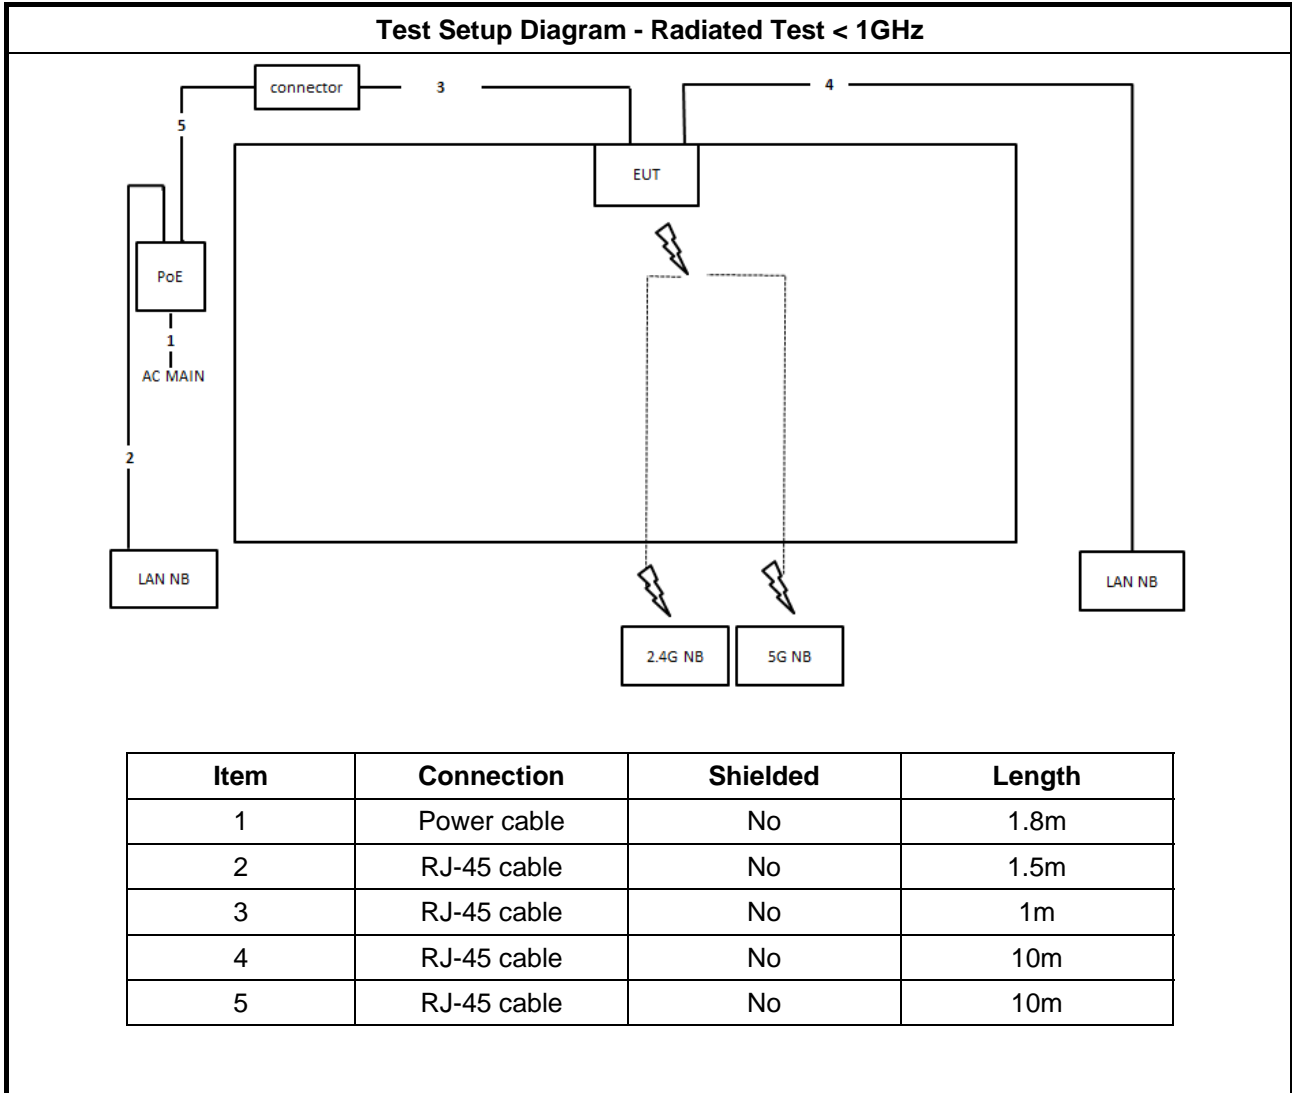 Test Setup Diagram - Radiated Test < 1GHz
connector
3
4
5
EUT
PoE
1
AC MAIN
2
LAN NB
LAN NB
2.4G NB
5G NB
Item Connection Shielded Length
1 Power cable No 1.8m
2 RJ-45 cable No 1.5m
3 RJ-45 cable No 1m
4 RJ-45 cable No 10m
5 RJ-45 cable No 10m